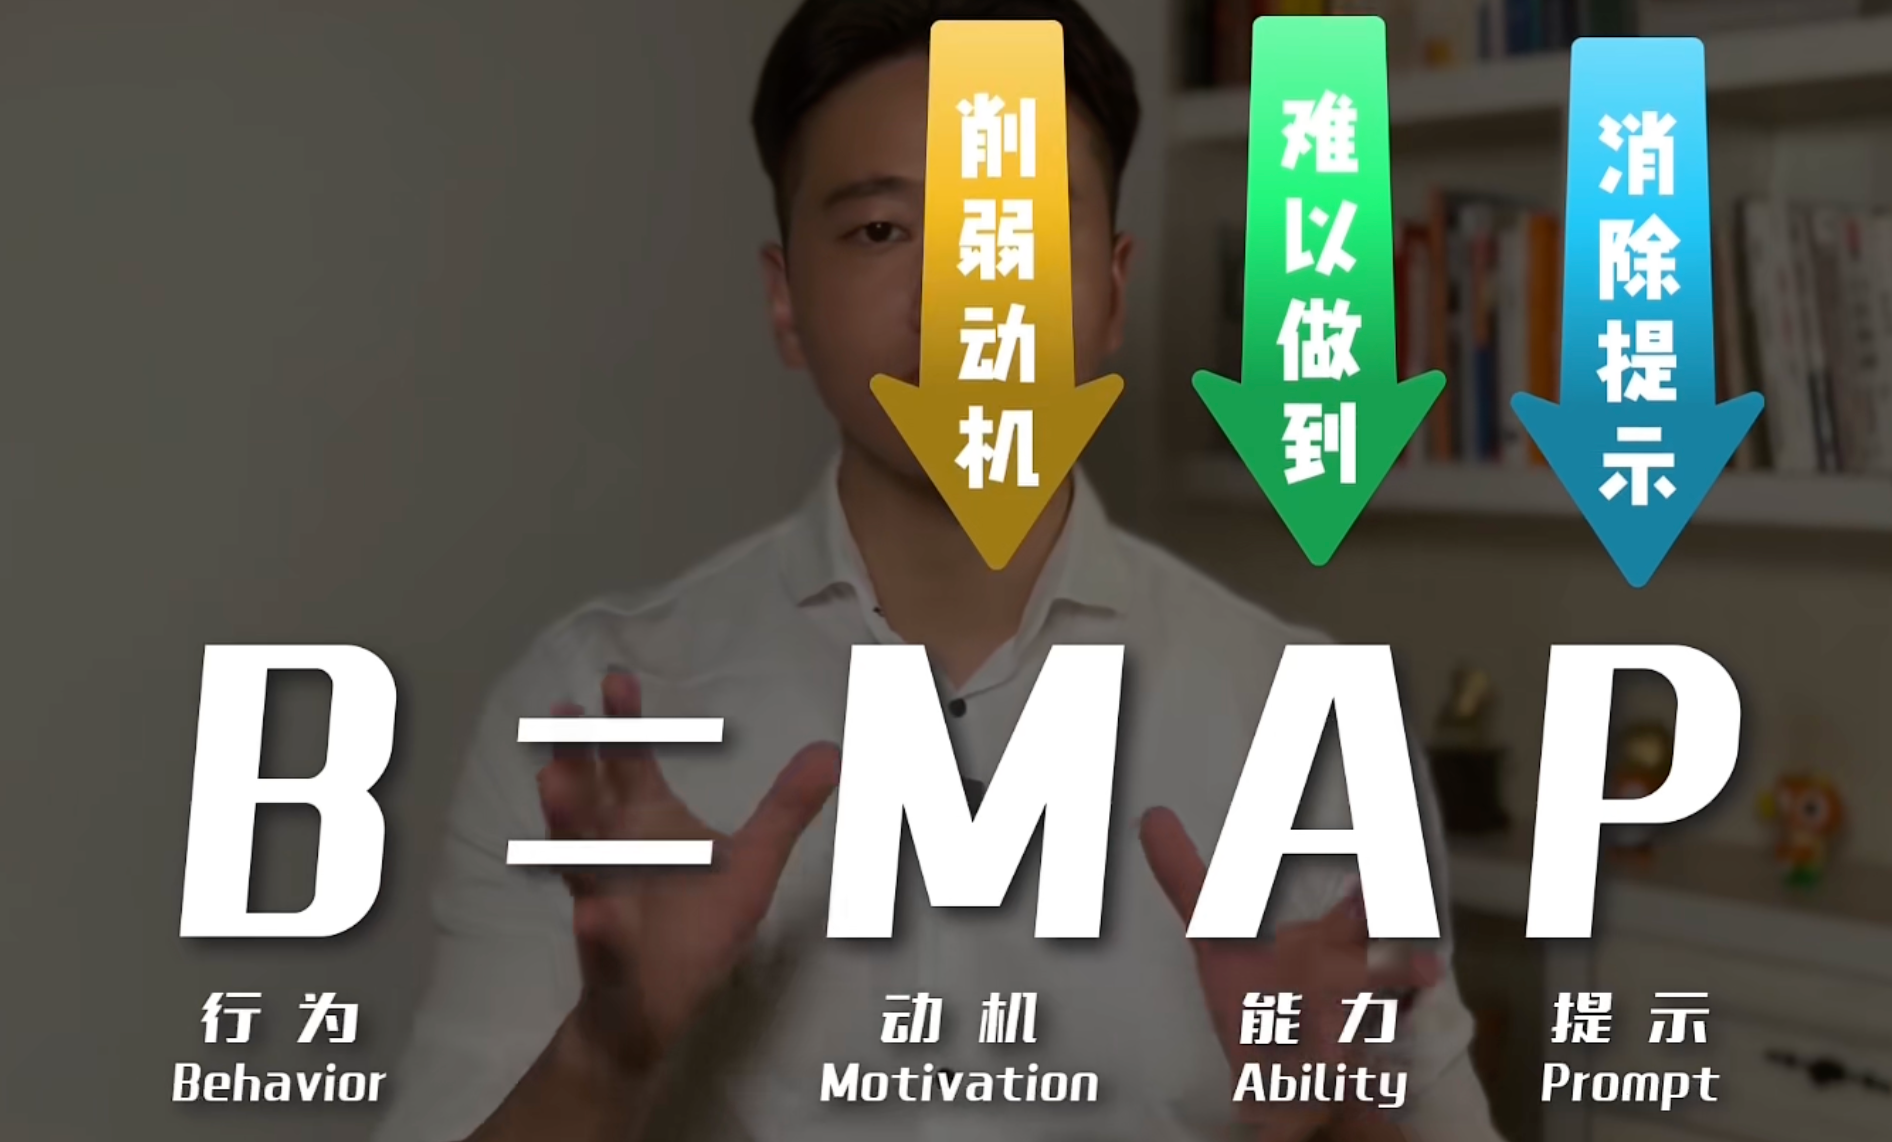 削弱动机
难以做到
消除提示
B = MAP
行为 动机 能力 提示
Behavior Motivation Ability Prompt